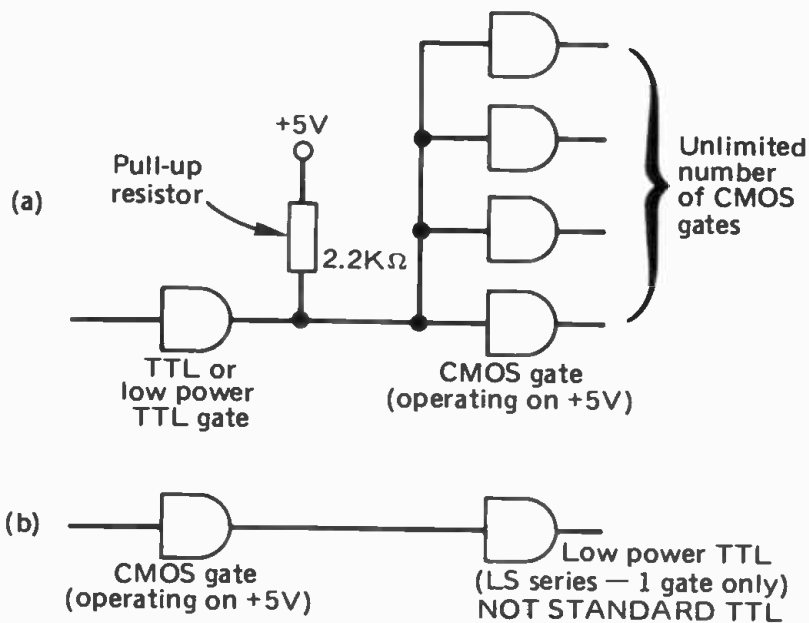 +5V
Pull-up
resistor
(a)
2.2KΩ
Unlimited
number
of CMOS
gates
TTL or
low power
TTL gate
CMOS gate
(operating on +5V)
(b)
CMOS gate
(operating on +5V)
Low power TTL
(LS series — 1 gate only)
NOT STANDARD TTL